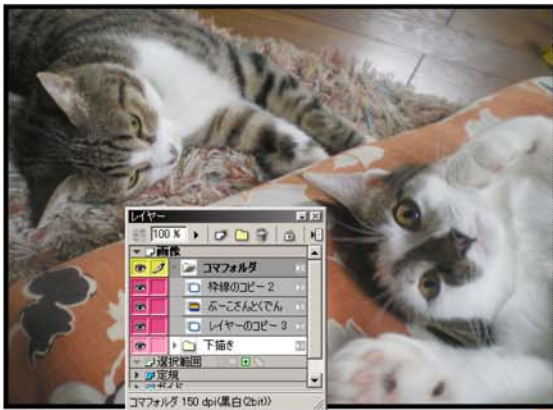 レイヤー
100 %
画像
コマフォルダ
枠線のコピー 2
ぶーこさんとくでん
レイヤーのコピー 3
下描き
選択範囲
定規
ガイド
コマフォルダ 150 dpi(黒白(2bit))